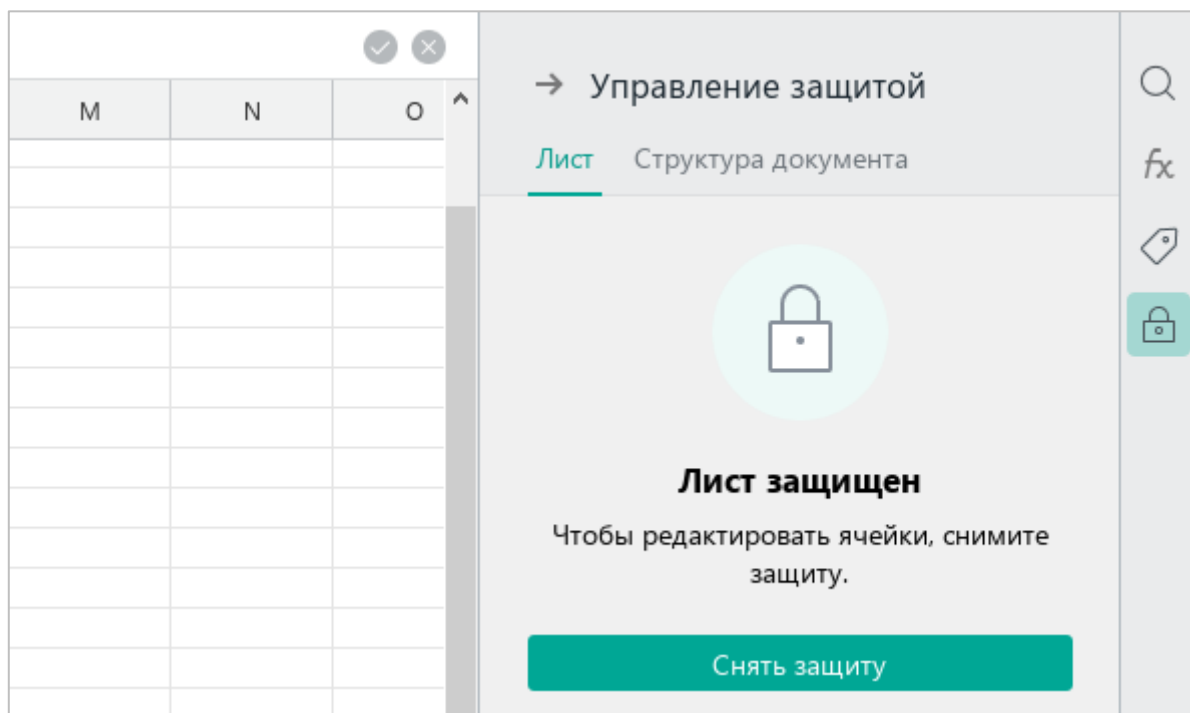 M N O
Управление защитой
Лист Структура документа
fx
Лист защищен
Чтобы редактировать ячейки, снимите
защиту.
Снять защиту